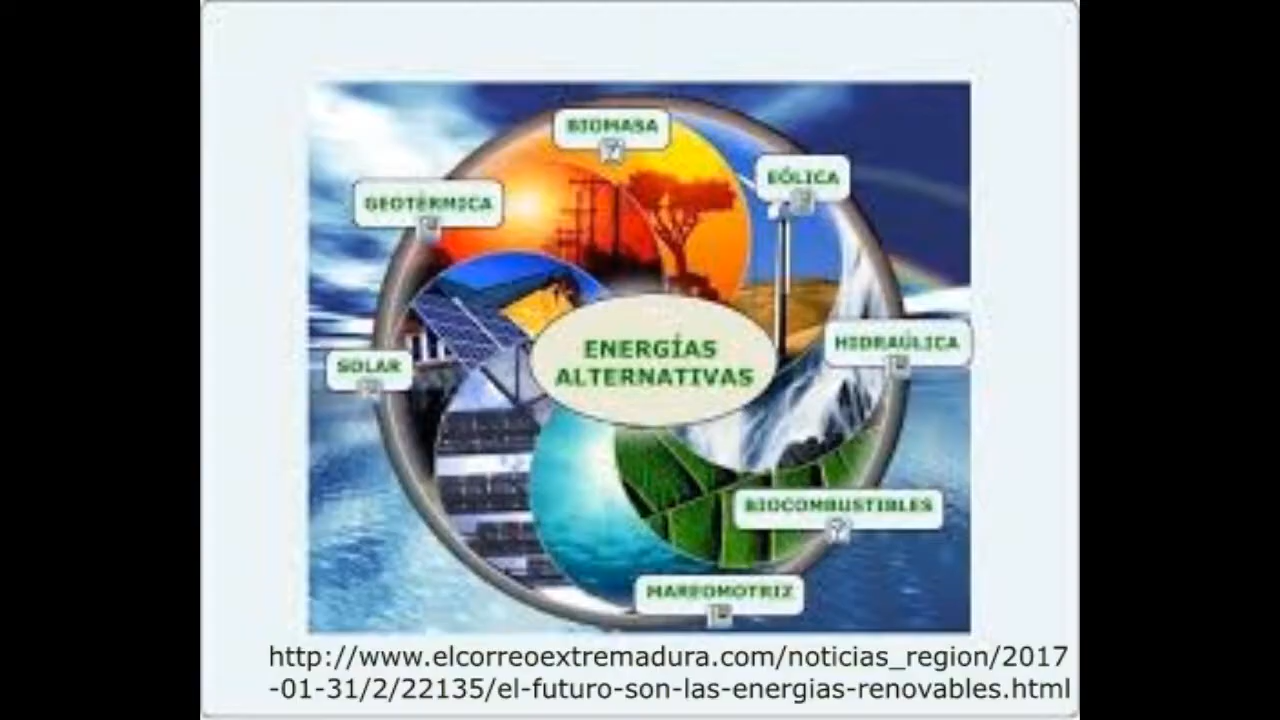 BIOMASA
EÓLICA
GEOTÉRMICA
ENERGÍAS
ALTERNATIVAS
HIDRAÚLICA
SOLAR
BIOCOMBUSTIBLES
MAREOMOTRIZ
http://www.elcorreoextremadura.com/noticias_region/2017
-01-31/2/22135/el-futuro-son-las-energias-renovables.html